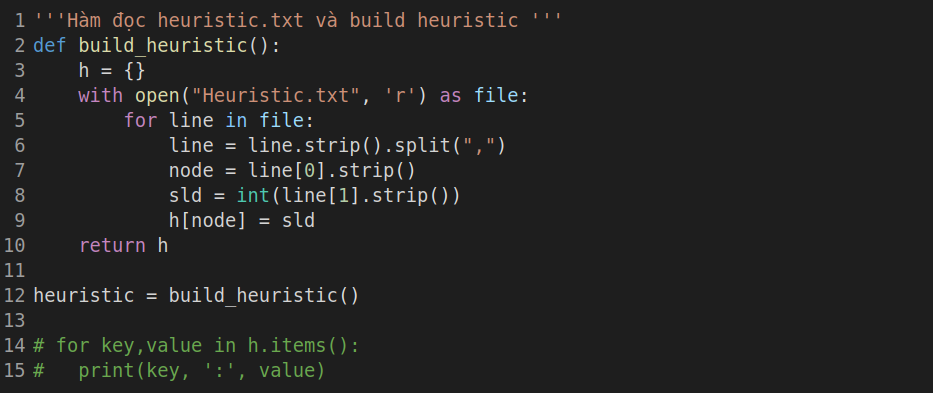 1 '''Hàm đọc heuristic.txt và build heuristic '''
2 def build_heuristic():
3     h = {}
4     with open("Heuristic.txt", 'r') as file:
5         for line in file:
6             line = line.strip().split(",")
7             node = line[0].strip()
8             sld = int(line[1].strip())
9             h[node] = sld
10     return h
11
12 heuristic = build_heuristic()
13
14 # for key,value in h.items():
15 #   print(key, ':', value)